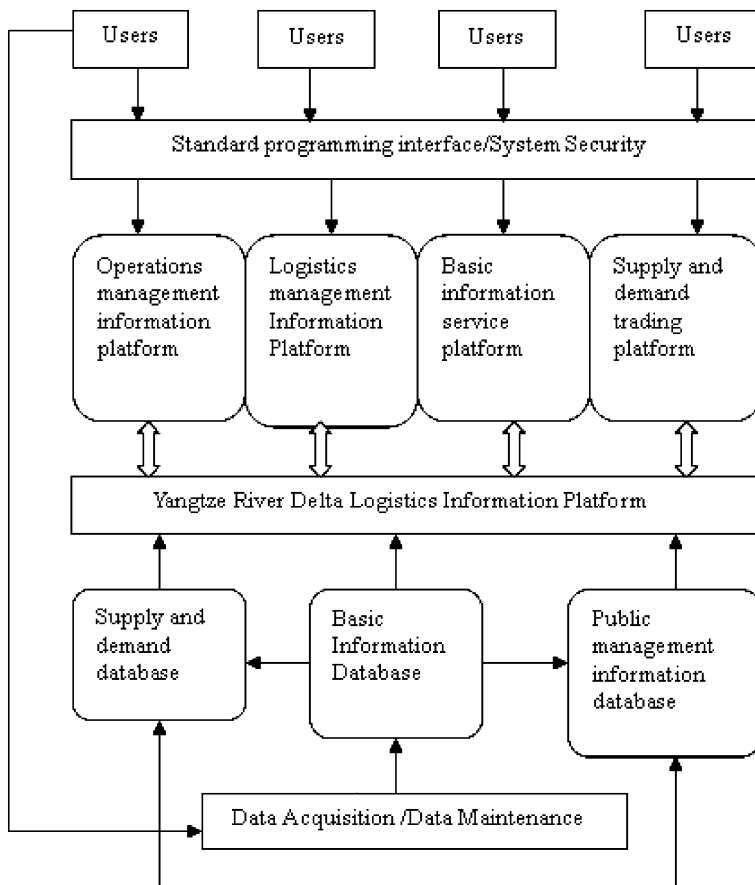 Users
Users
Users
Users
Standard programming interface/System Security
Operations
management
information
platform
Logistics
management
Information
Platform
Basic
information
service
platform
Supply and
demand
trading
platform
Yangtze River Delta Logistics Information Platform
Supply and
demand
database
Basic
Information
Database
Public
management
information
database
Data Acquisition /Data Maintenance